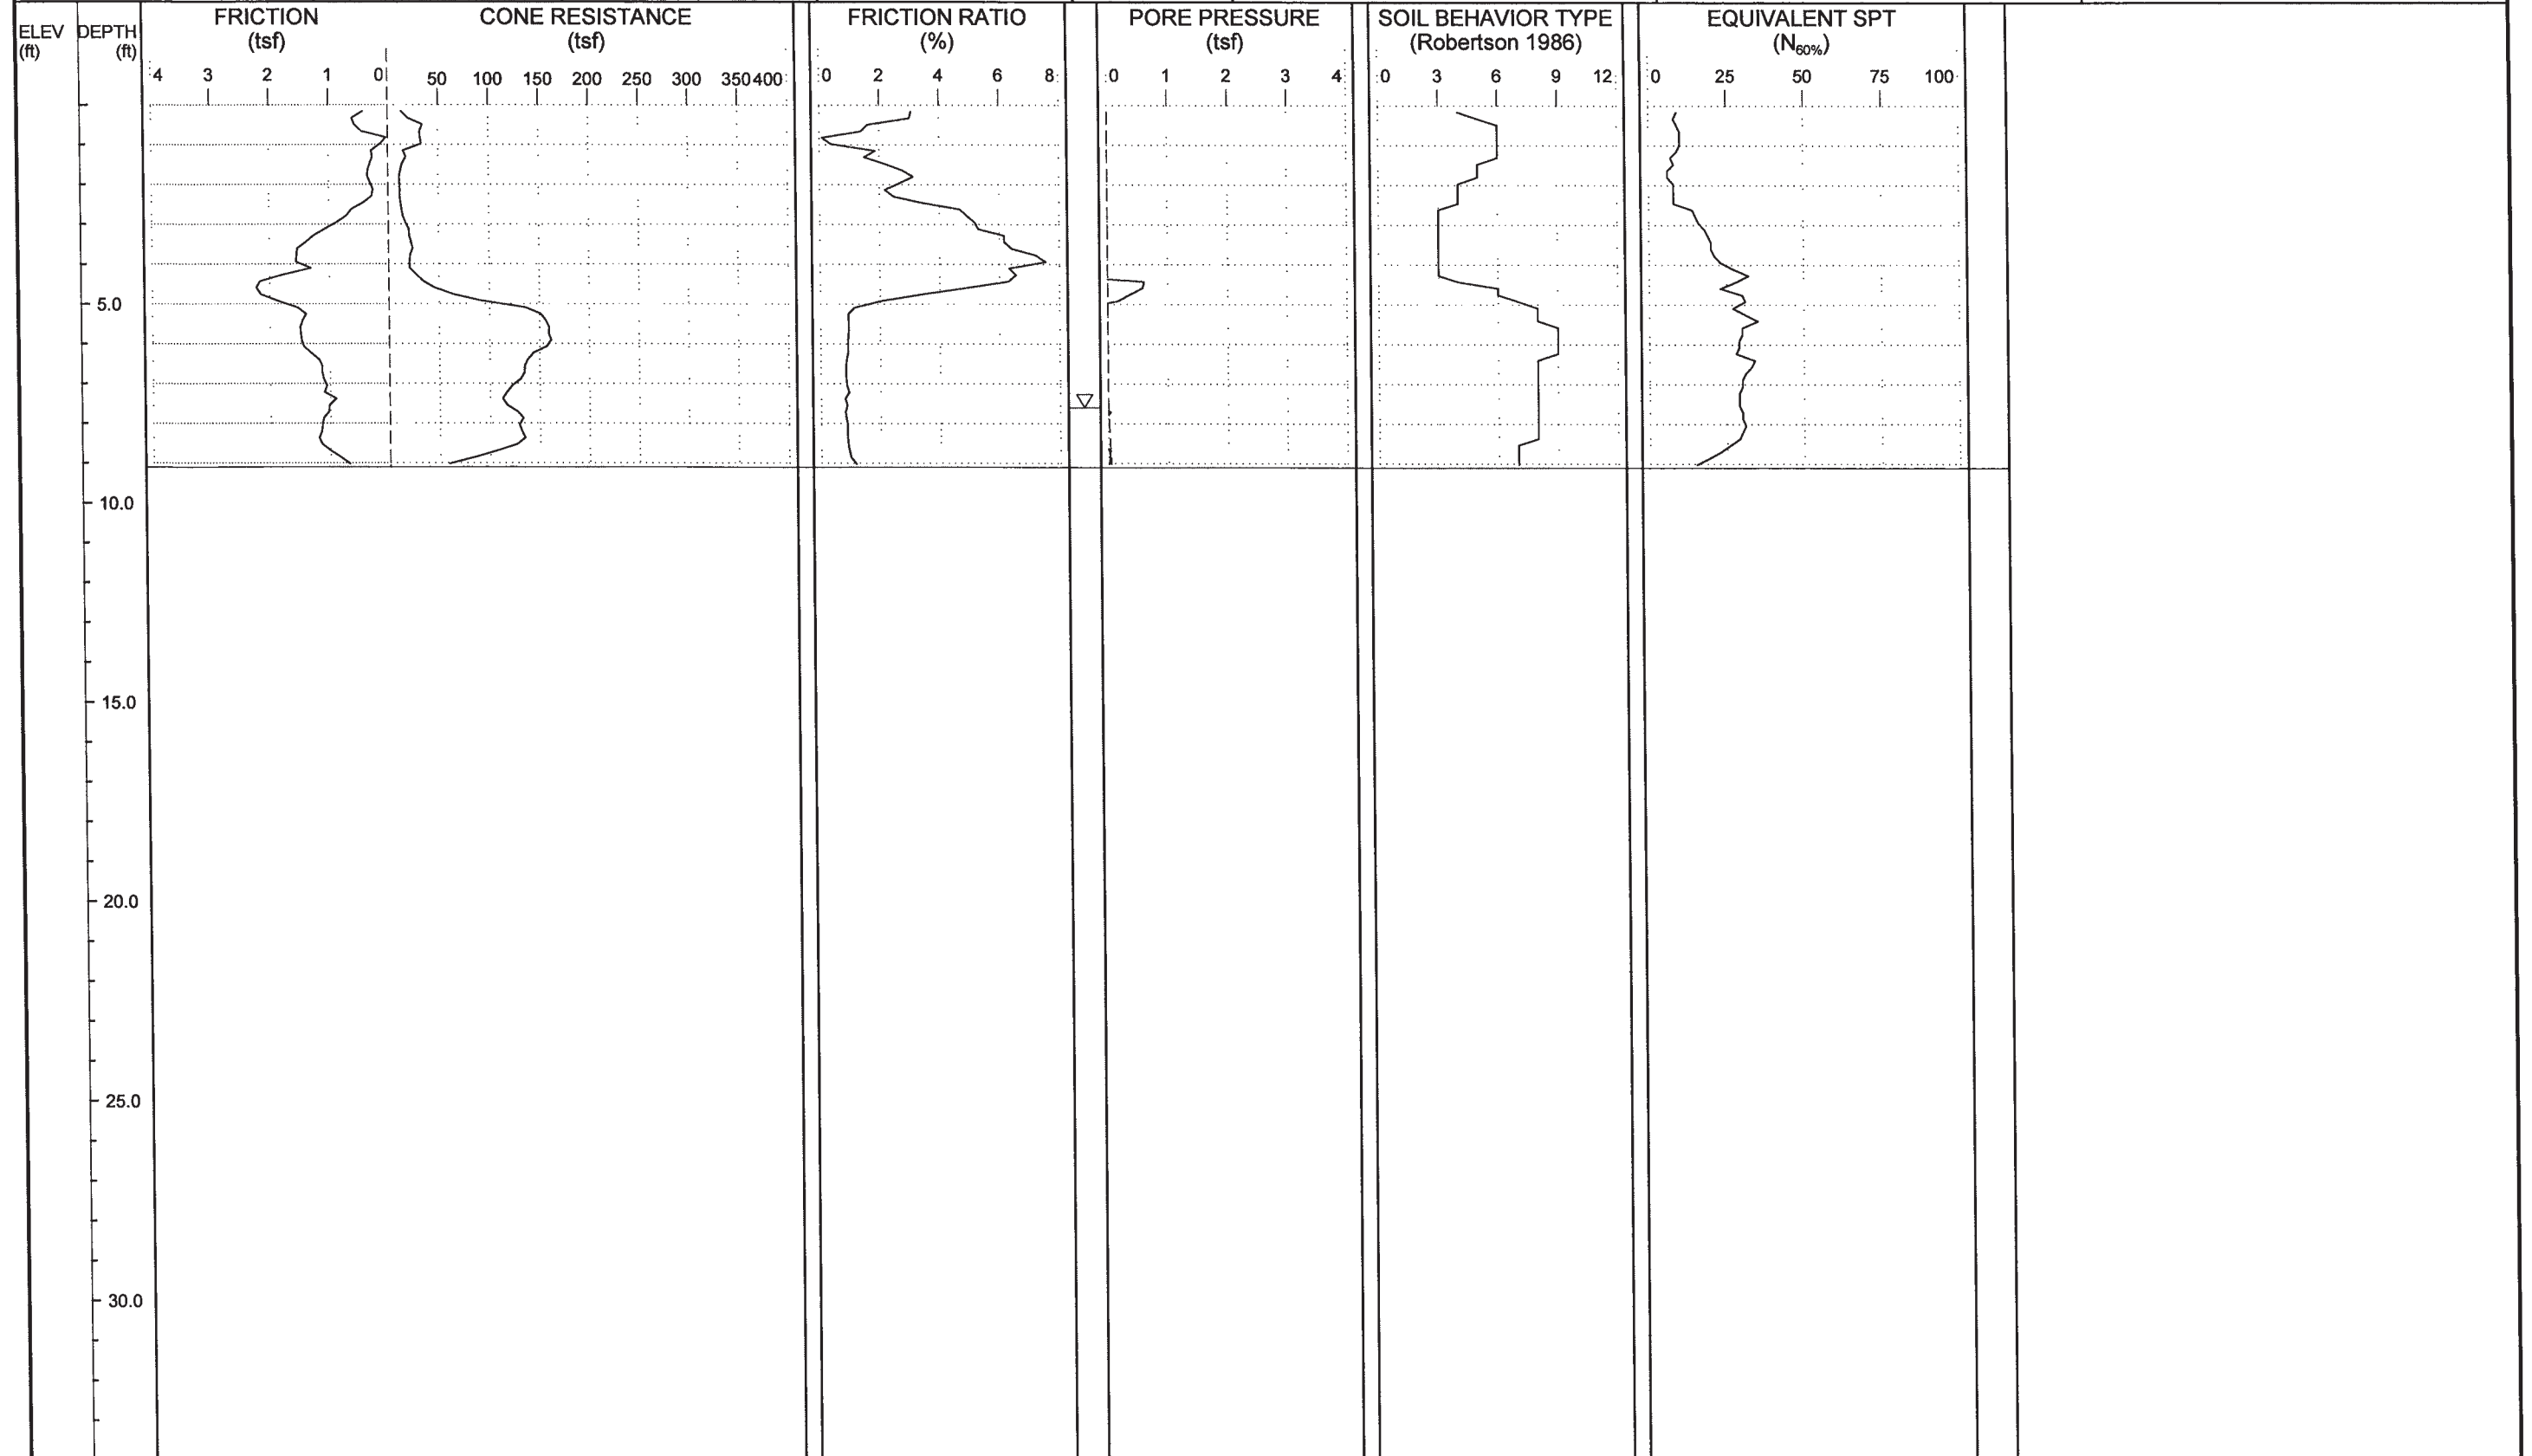 FRICTION CONE RESISTANCE FRICTION RATIO PORE PRESSURE SOIL BEHAVIOR TYPE EQUIVALENT SPT
ELEV DEPTH (tsf) (tsf) (%) (tsf) (Robertson 1986) (N60%)
(ft) (ft)
4 3 2 1 0 50 100 150 200 250 300 350 400 0 2 4 6 8 0 1 2 3 4 0 3 6 9 12 0 25 50 75 100
5.0
10.0
15.0
20.0
25.0
30.0